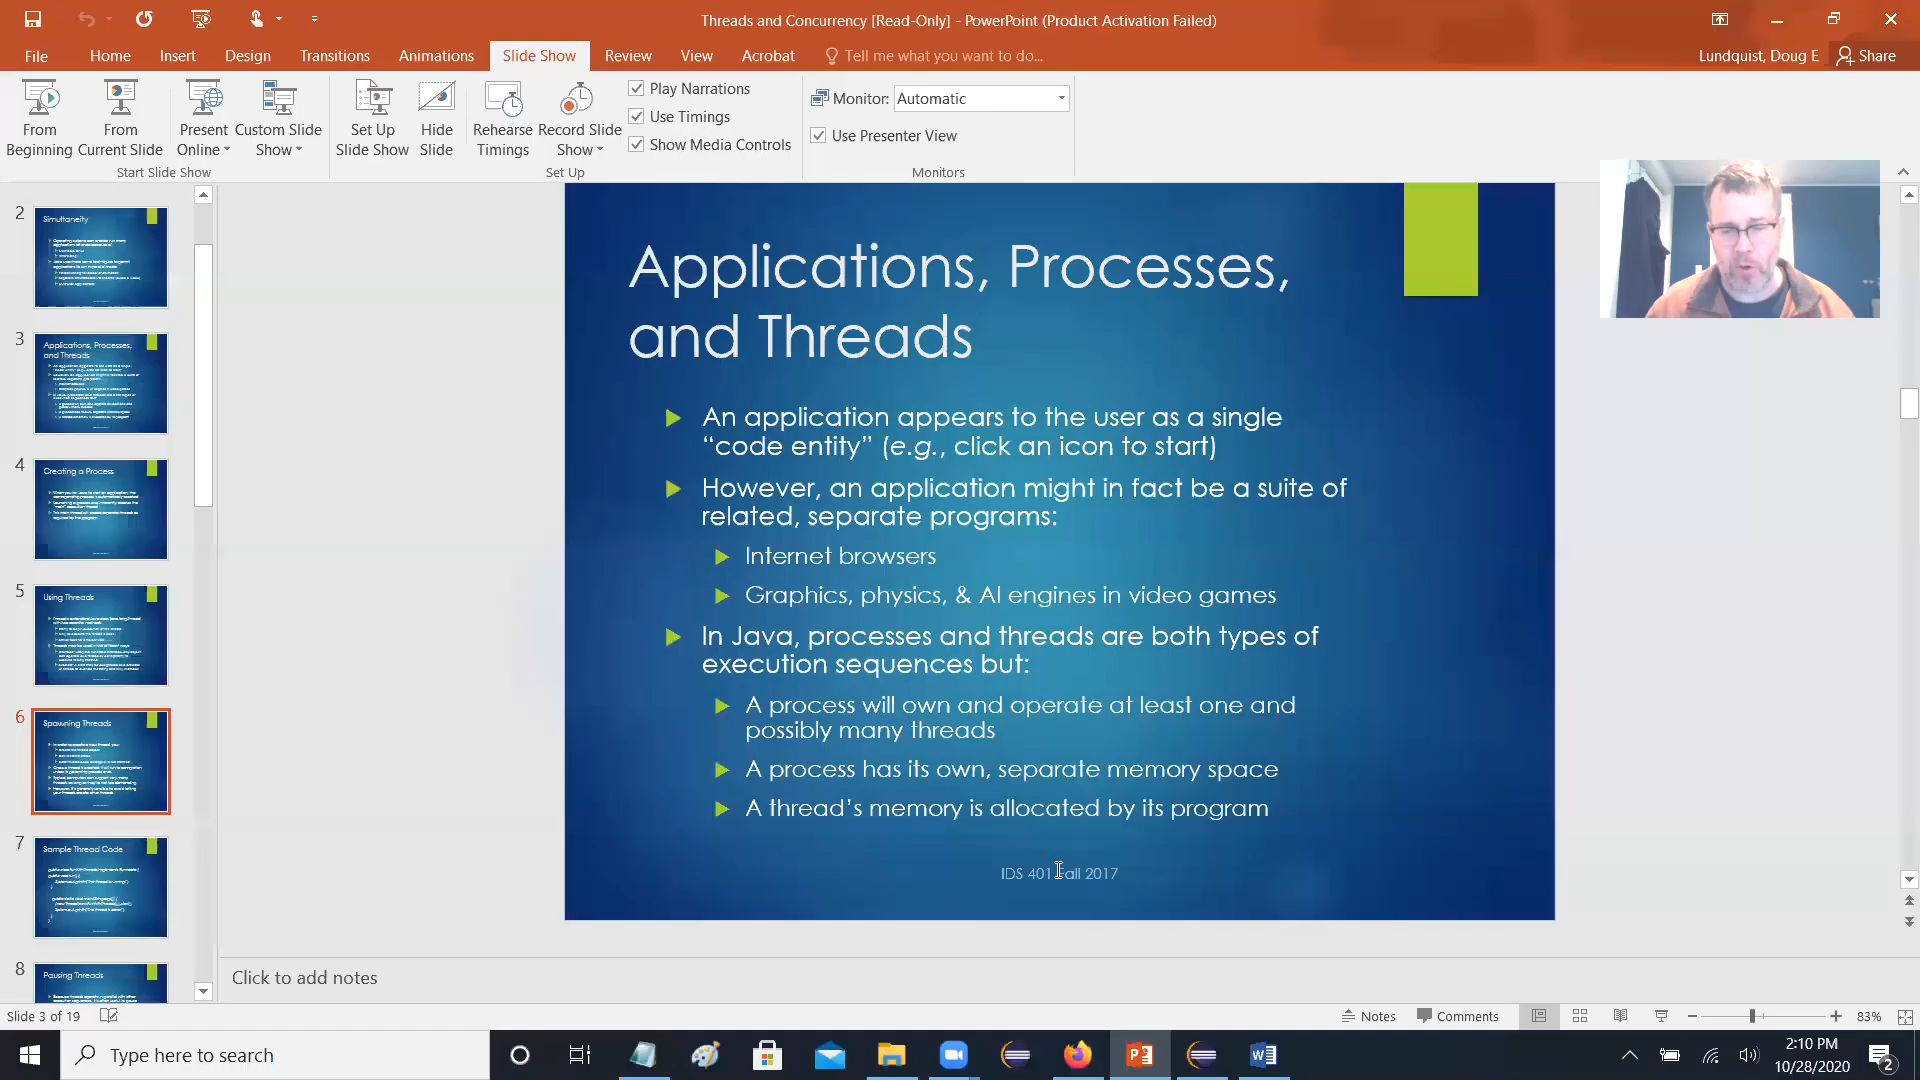 Threads and Concurrency [Read-Only] - PowerPoint (Product Activation Failed)
File Home Insert Design Transitions Animations Slide Show Review View Acrobat Tell me what you want to do...
Lundquist, Doug E Share
From Beginning
From Current Slide
Present Online
Custom Slide Show
Set Up Slide Show
Hide Slide
Rehearse Timings
Record Slide Show
Play Narrations
Use Timings
Show Media Controls
Monitor: Automatic
Use Presenter View
Start Slide Show
Set Up
Monitors
2
Simultaneity
3
Applications, Processes,
and Threads
4
Creating a Process
5
Using Threads
6
Spawning Threads
7
Sample Thread Code
8
Pausing Threads
Applications, Processes,
and Threads
An application appears to the user as a single
“code entity” (e.g., click an icon to start)
However, an application might in fact be a suite of
related, separate programs:
Internet browsers
Graphics, physics, & AI engines in video games
In Java, processes and threads are both types of
execution sequences but:
A process will own and operate at least one and
possibly many threads
A process has its own, separate memory space
A thread’s memory is allocated by its program
IDS 401 Fall 2017
Click to add notes
Slide 3 of 19
Notes Comments 83%
Type here to search
2:10 PM
10/28/2020
2